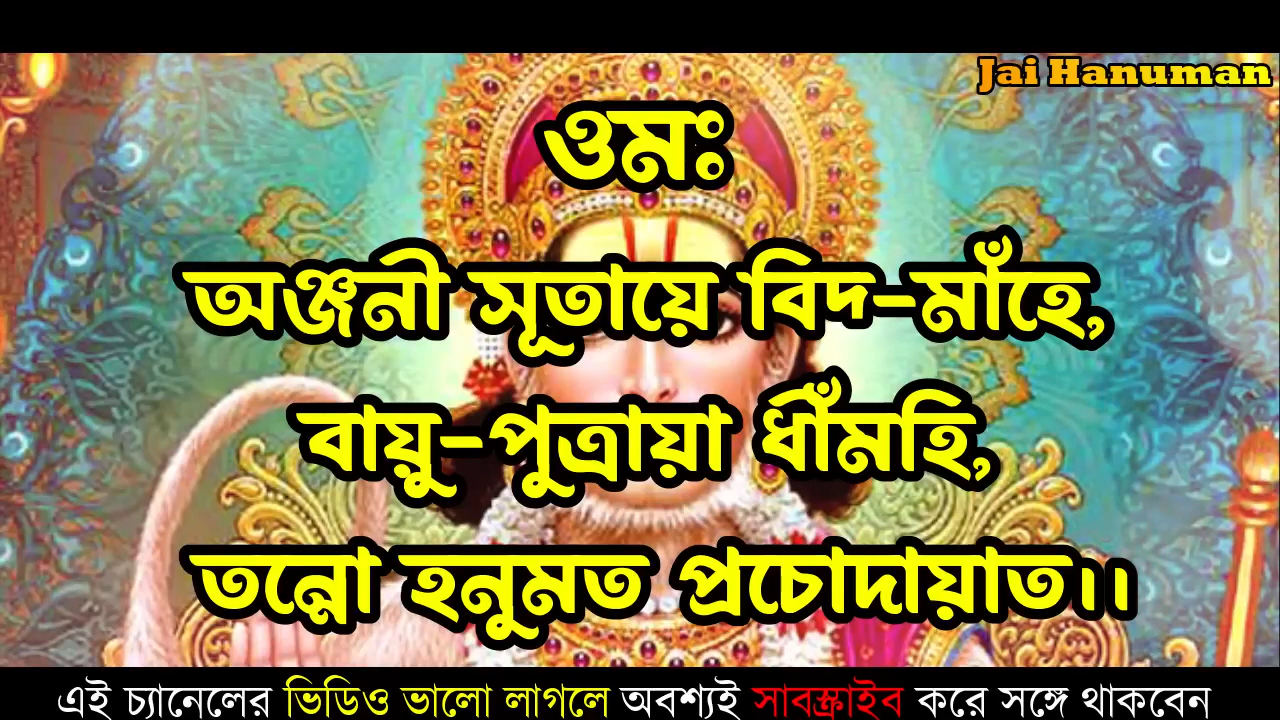 Jai Hanuman
ওমঃ
অঞ্জনী সূতায়ে বিদ-মাঁহে,
বায়ু-পুত্রায়া ধীঁমহি,
তন্নো হনুমত প্রচোদায়াত।।
এই চ্যানেলের ভিডিও ভালো লাগলে অবশ্যই সাবস্ক্রাইব করে সঙ্গে থাকবেন